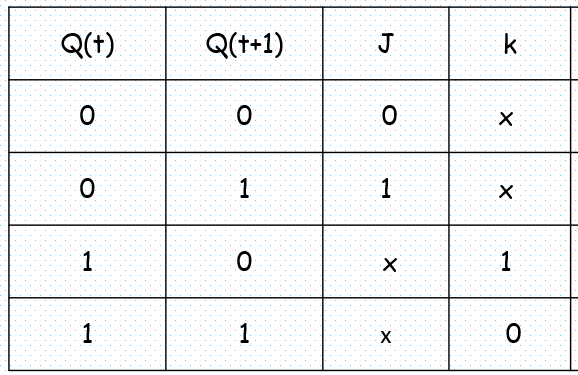 Q(t) Q(t+1) J k
0 0 0 x
0 1 1 x
1 0 x 1
1 1 x 0